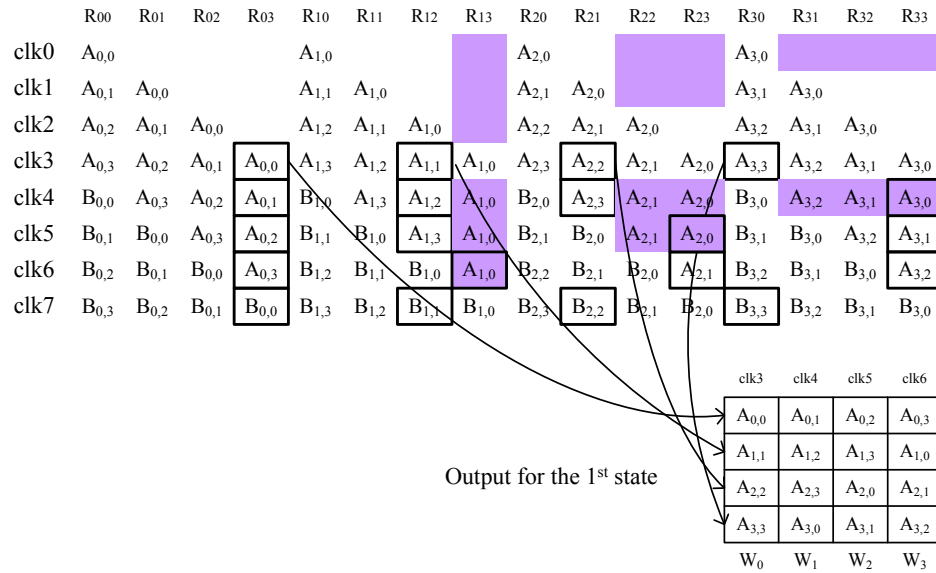 R00 R01 R02 R03 R10 R11 R12 R13 R20 R21 R22 R23 R30 R31 R32 R33
clk0 A0,0 A1,0 A2,0 A3,0
clk1 A0,1 A0,0 A1,1 A1,0 A2,1 A2,0 A3,1 A3,0
clk2 A0,2 A0,1 A0,0 A1,2 A1,1 A1,0 A2,2 A2,1 A2,0 A3,2 A3,1 A3,0
clk3 A0,3 A0,2 A0,1 A0,0 A1,3 A1,2 A1,1 A1,0 A2,3 A2,2 A2,1 A2,0 A3,3 A3,2 A3,1 A3,0
clk4 B0,0 A0,3 A0,2 A0,1 B1,0 A1,3 A1,2 A1,0 B2,0 A2,3 A2,1 A2,0 B3,0 A3,2 A3,1 A3,0
clk5 B0,1 B0,0 A0,3 A0,2 B1,1 B1,0 A1,3 A1,0 B2,1 B2,0 A2,1 A2,0 B3,1 B3,0 A3,2 A3,1
clk6 B0,2 B0,1 B0,0 A0,3 B1,2 B1,1 B1,0 A1,0 B2,2 B2,1 B2,0 A2,1 B3,2 B3,1 B3,0 A3,2
clk7 B0,3 B0,2 B0,1 B0,0 B1,3 B1,2 B1,1 B1,0 B2,3 B2,2 B2,1 B2,0 B3,3 B3,2 B3,1 B3,0
clk3 clk4 clk5 clk6
A0,0 A0,1 A0,2 A0,3
A1,1 A1,2 A1,3 A1,0
Output for the 1st state
A2,2 A2,3 A2,0 A2,1
A3,3 A3,0 A3,1 A3,2
W0 W1 W2 W3